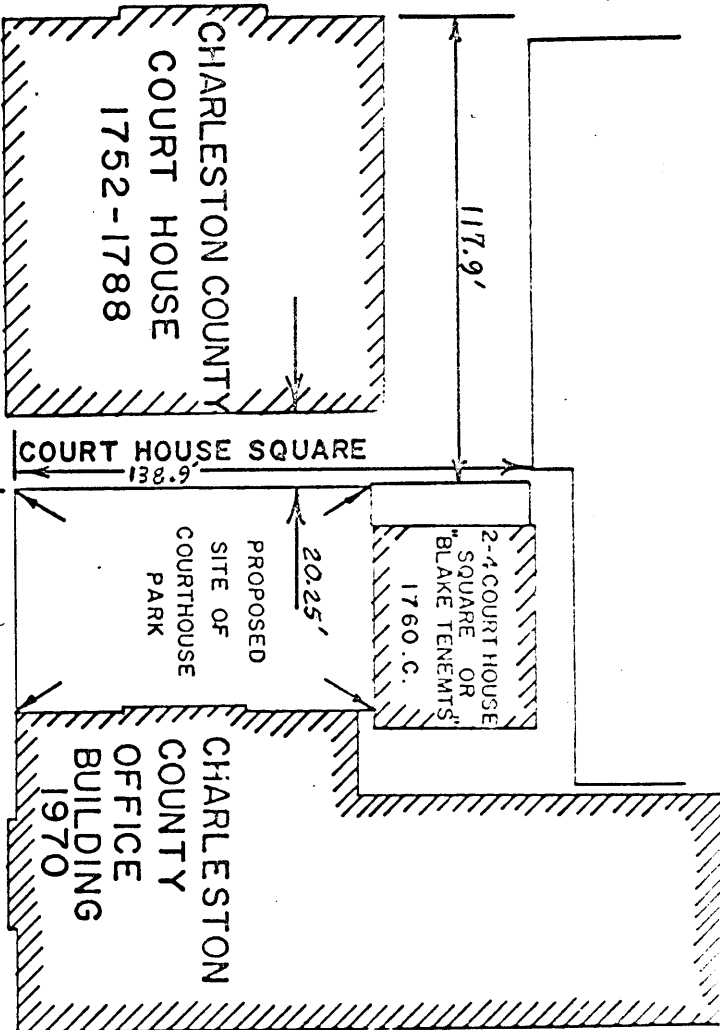 CHARLESTON COUNTY
COURT HOUSE
1752-1788
117.9'
COURT HOUSE SQUARE
138.9'
20.25'
PROPOSED
SITE OF
COURTHOUSE
PARK
2-4 COURT HOUSE
SQUARE OR
"BLAKE TENEMTS"
1760.C.
CHARLESTON
COUNTY
OFFICE
BUILDING
1970